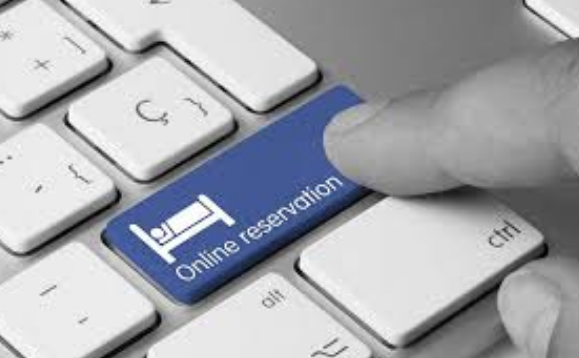 * ]
+
Ç }
¨ {
´
Online reservation
_
-
alt
ctrl